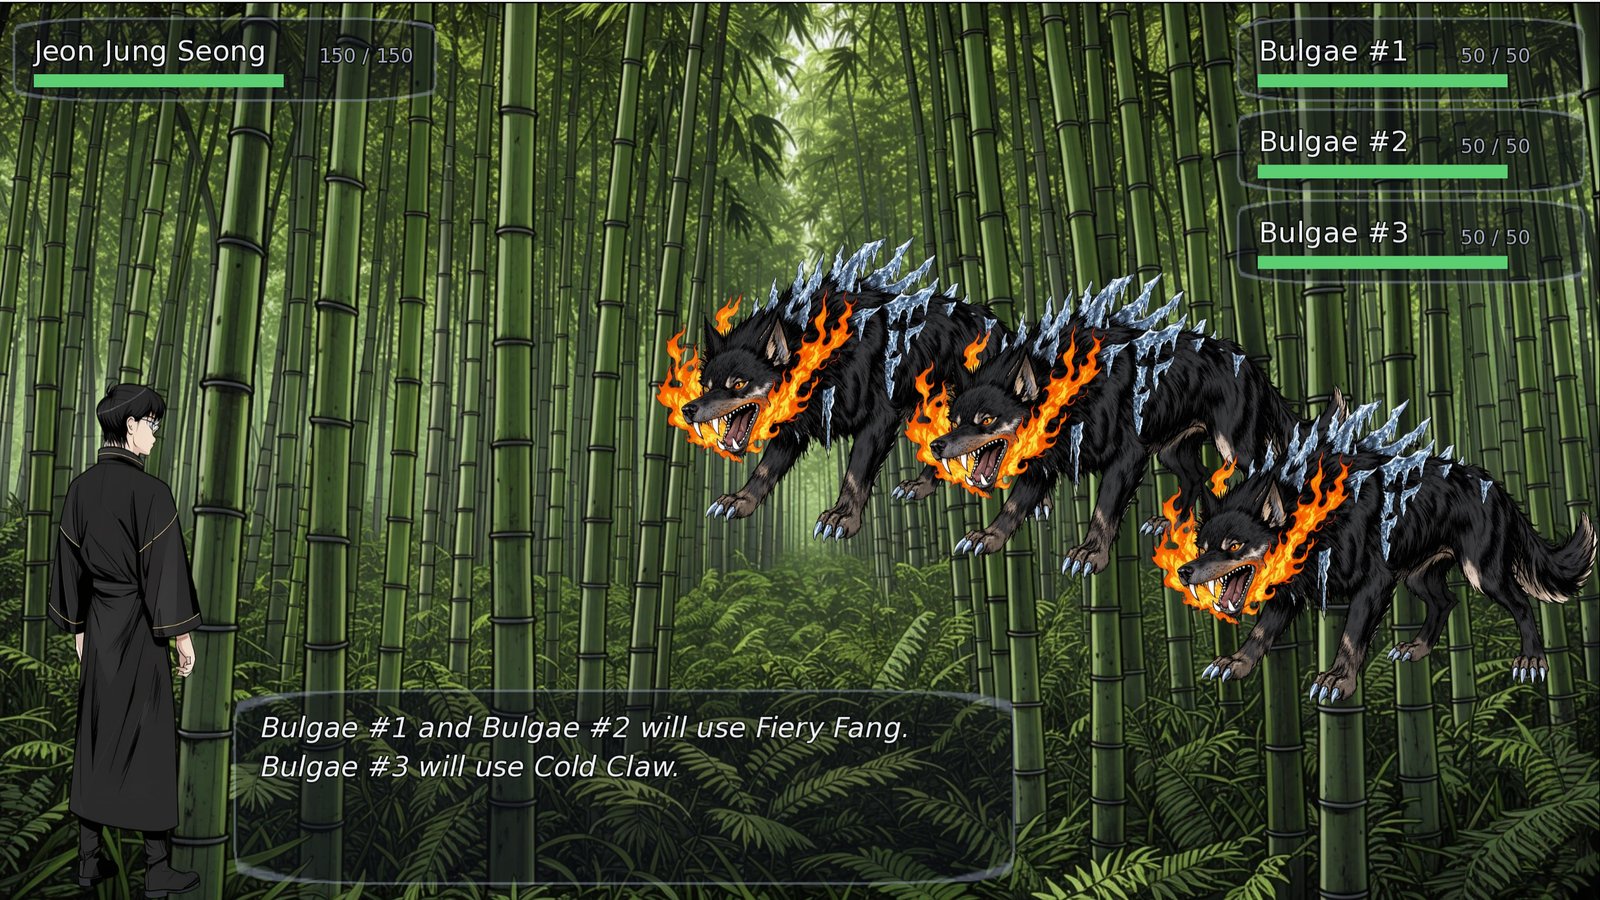 Jeon Jung Seong 150 / 150
Bulgae #1 50 / 50
Bulgae #2 50 / 50
Bulgae #3 50 / 50
Bulgae #1 and Bulgae #2 will use Fiery Fang.
Bulgae #3 will use Cold Claw.